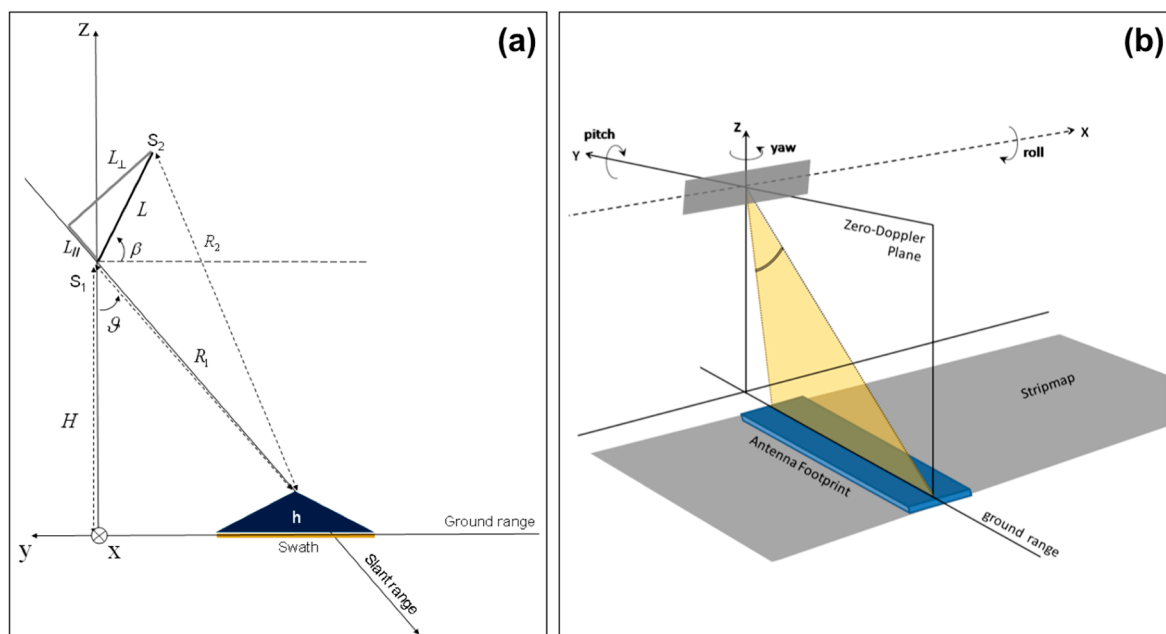 (a)
z
S₂
L⊥
L
R₂
L//
β
S₁
ϑ
R₁
H
h
Ground range
y
x
Swath
Slant range
(b)
Z
X
pitch
Y
yaw
roll
Zero-Doppler
Plane
Stripmap
Antenna Footprint
ground range